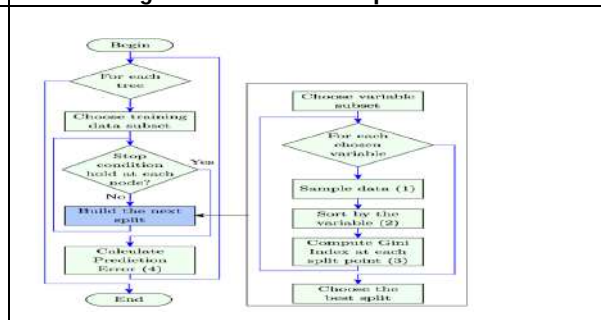 Begin
For each
tree
Choose training
data subset
Stop
condition
hold at each
node?
Yes
No
Build the next
split
Calculate
Prediction
Error (4)
End
Choose variable
subset
For each
chosen
variable
Sample data (1)
Sort by the
variable (2)
Compute Gini
Index at each
split point (3)
Choose the
best split